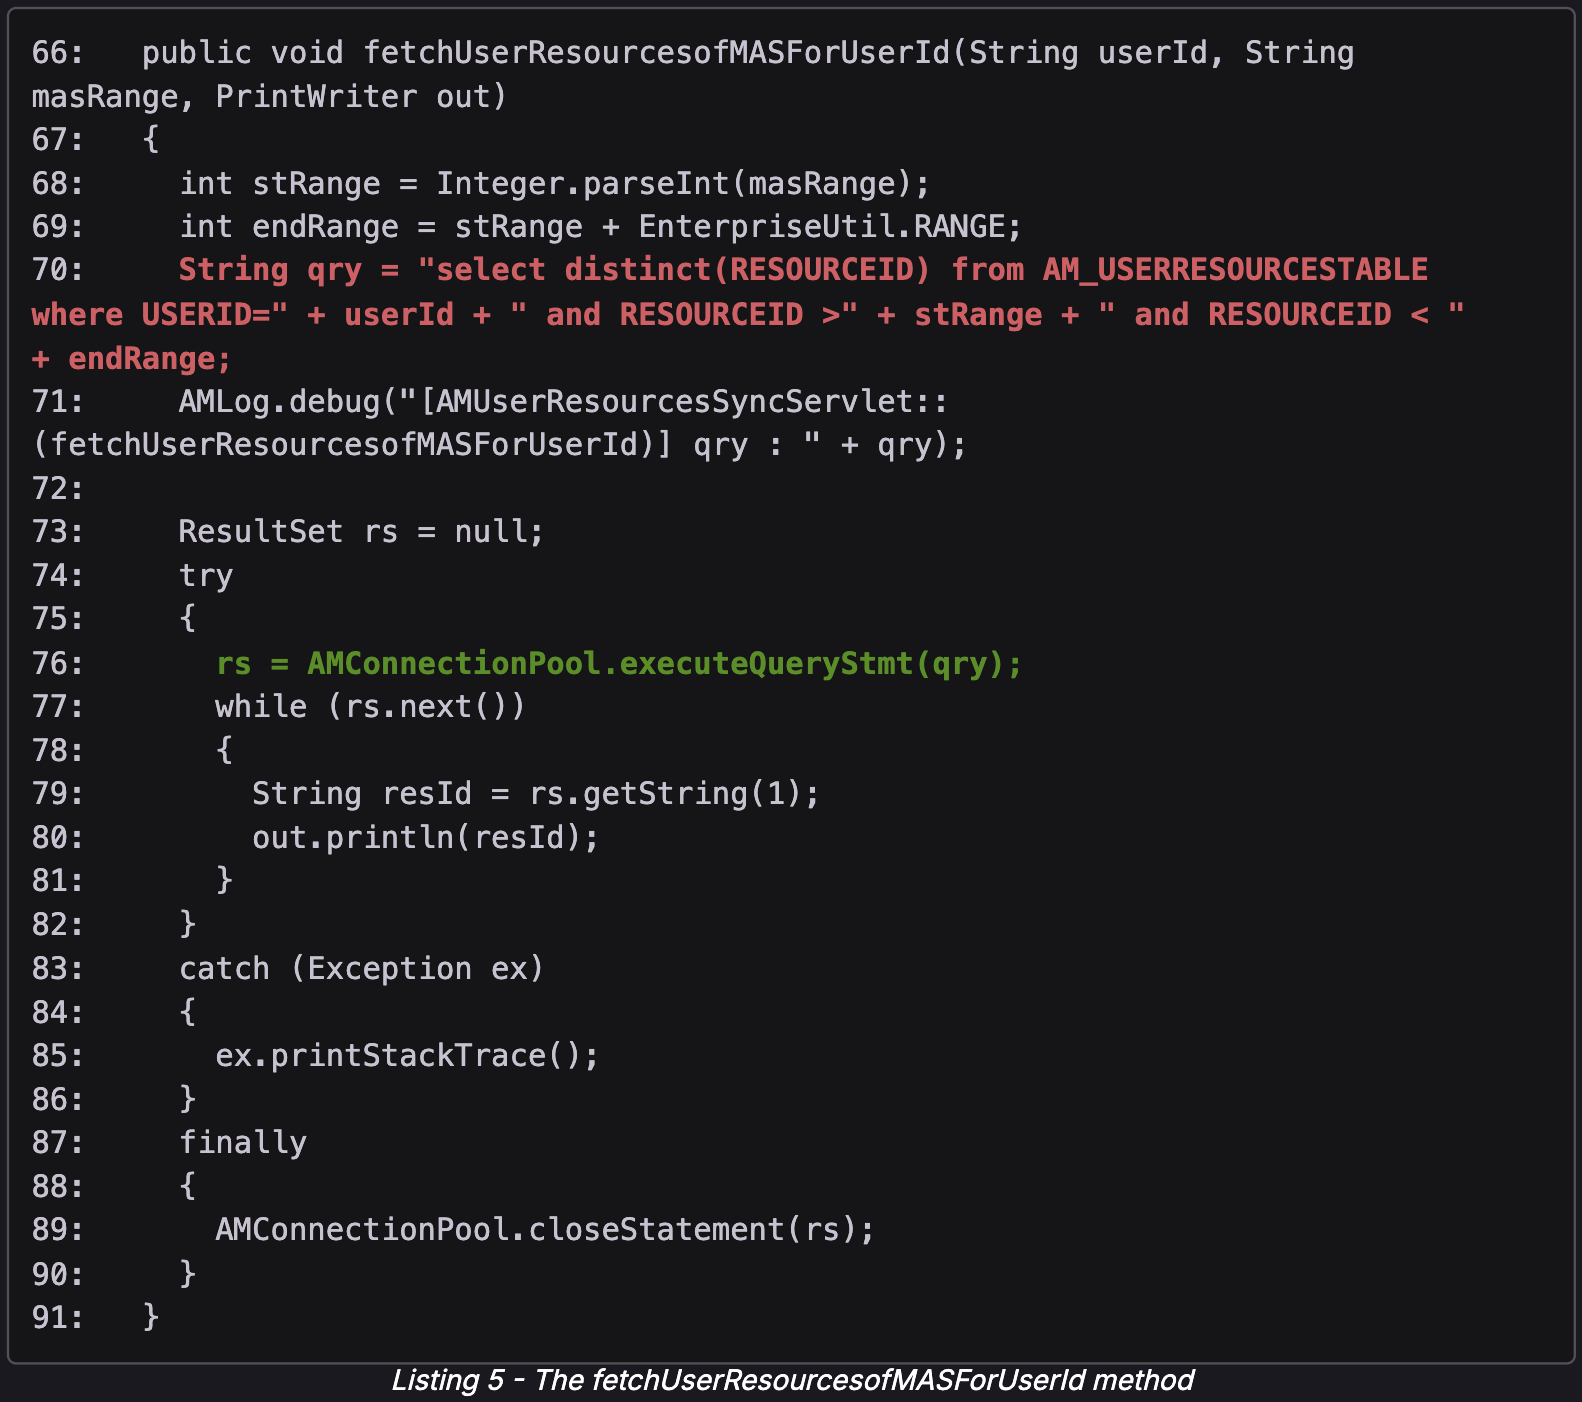 66:   public void fetchUserResourcesofMASForUserId(String userId, String
masRange, PrintWriter out)
67:   {
68:     int stRange = Integer.parseInt(masRange);
69:     int endRange = stRange + EnterpriseUtil.RANGE;
70:     String qry = "select distinct(RESOURCEID) from AM_USERRESOURCESTABLE
where USERID=" + userId + " and RESOURCEID >" + stRange + " and RESOURCEID < "
+ endRange;
71:     AMLog.debug("[AMUserResourcesSyncServlet::
(fetchUserResourcesofMASForUserId)] qry : " + qry);
72:
73:     ResultSet rs = null;
74:     try
75:     {
76:       rs = AMConnectionPool.executeQueryStmt(qry);
77:       while (rs.next())
78:       {
79:         String resId = rs.getString(1);
80:         out.println(resId);
81:       }
82:     }
83:     catch (Exception ex)
84:     {
85:       ex.printStackTrace();
86:     }
87:     finally
88:     {
89:       AMConnectionPool.closeStatement(rs);
90:     }
91:   }
Listing 5 - The fetchUserResourcesofMASForUserId method